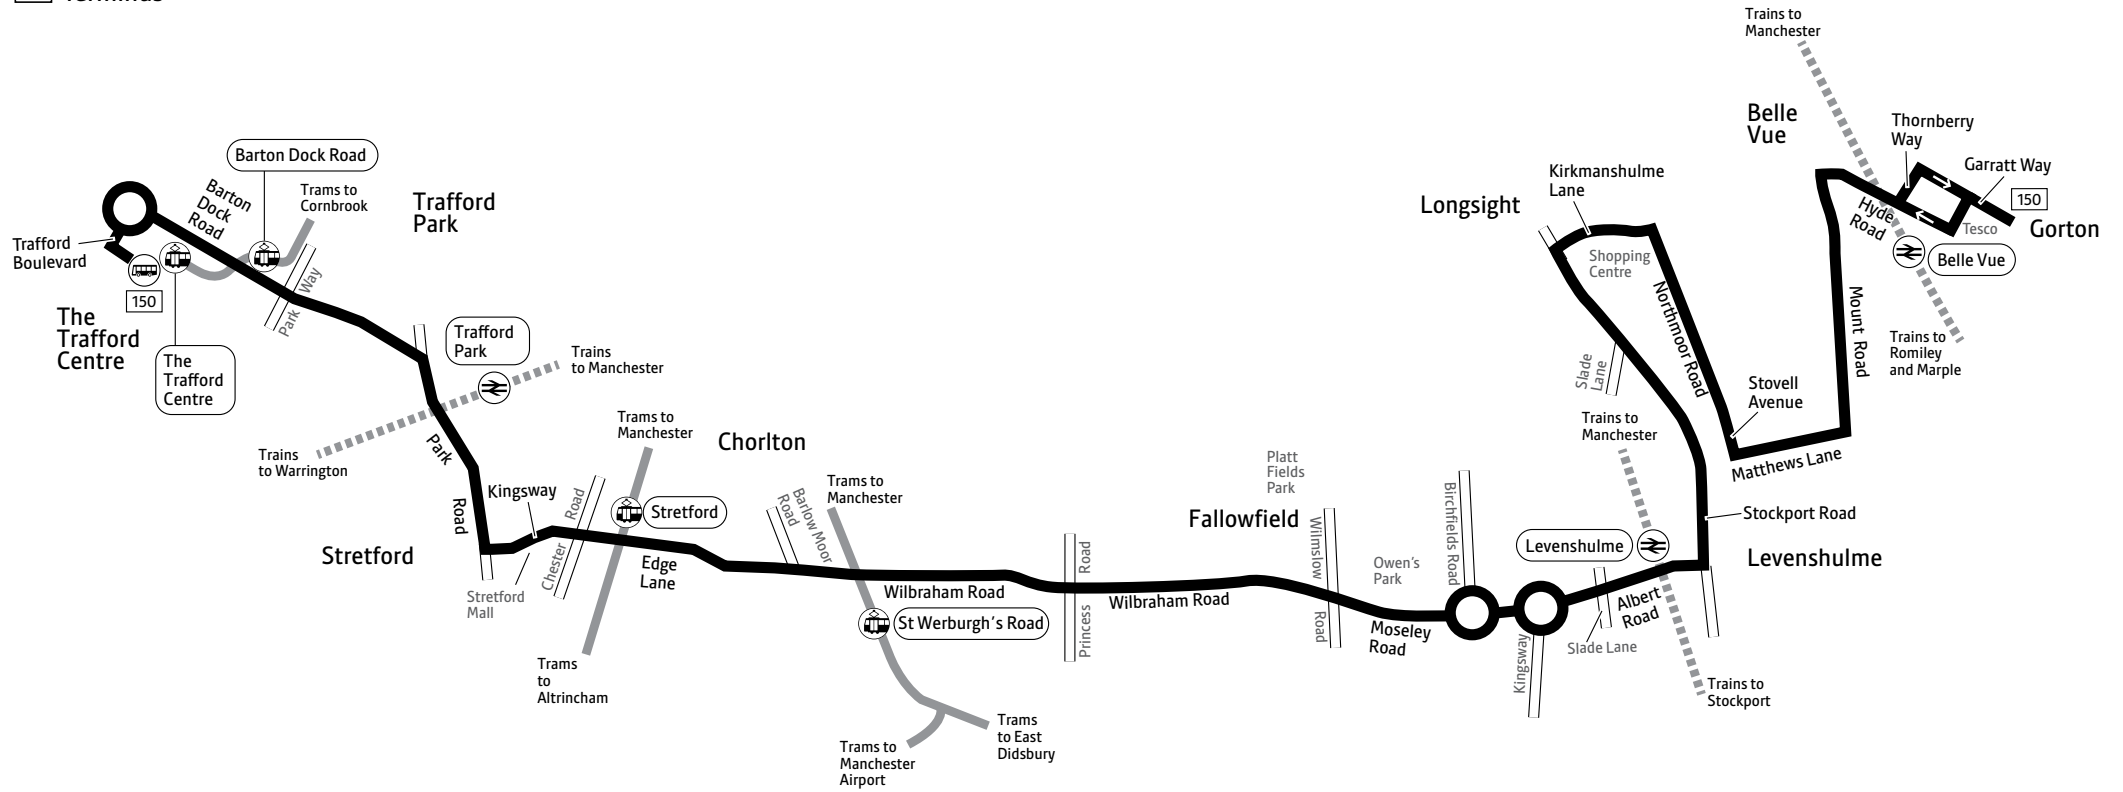 Terminus
Trains to
Manchester
Belle
Vue
Thornberry
Way
Garratt Way
150
Gorton
Tesco
Hyde
Road
Belle Vue
Trains to
Romiley
and Marple
Mount Road
Kirkmanshulme
Lane
Longsight
Shopping
Centre
Northmoor Road
Slade
Lane
Stovell
Avenue
Matthews Lane
Trains to
Manchester
Stockport Road
Levenshulme
Levenshulme
Albert
Road
Slade Lane
Trains to
Stockport
Kingsway
Birchfields Road
Owen's
Park
Moseley
Road
Platt
Fields
Park
Fallowfield
Wilmslow
Road
Wilbraham Road
Princess
Road
Wilbraham Road
St Werburgh's Road
Trams to
Manchester
Barlow Moor
Road
Trams
to East
Didsbury
Trams to
Manchester
Airport
Chorlton
Trams to
Manchester
Stretford
Edge
Lane
Chester
Road
Trams
to
Altrincham
Kingsway
Stretford
Stretford
Mall
Park
Road
Trains
to Warrington
Trafford
Park
Trains
to Manchester
Trafford
Park
Park Way
Trams to
Cornbrook
Barton Dock Road
Barton
Dock
Road
Trafford
Boulevard
150
The
Trafford
Centre
The
Trafford
Centre